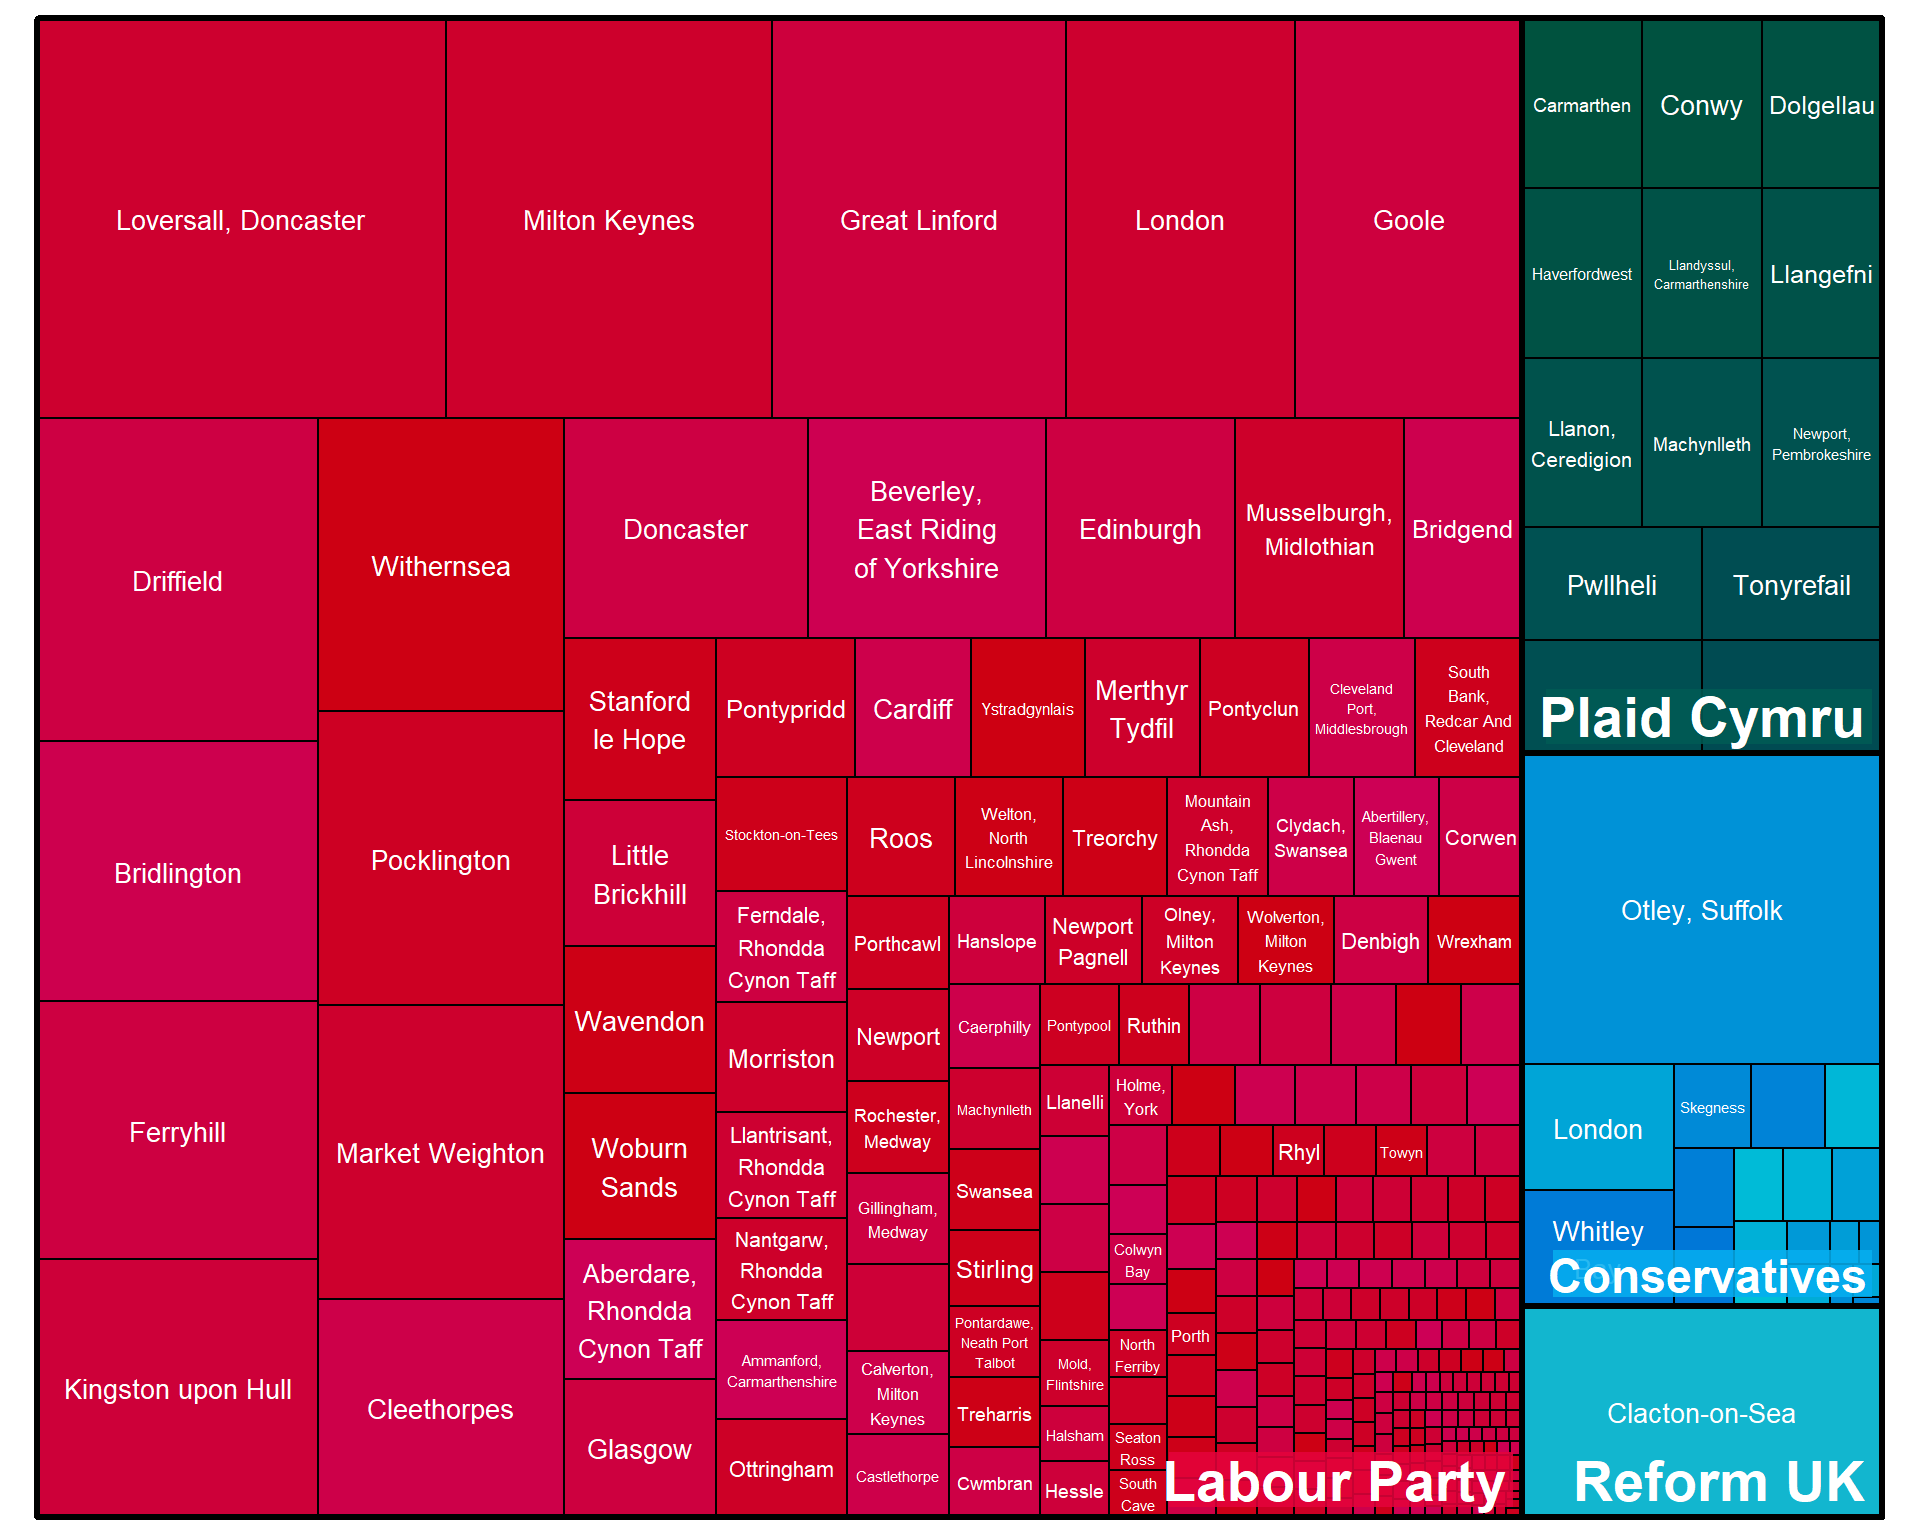 Loversall, Doncaster
Milton Keynes
Great Linford
London
Goole
Driffield
Withernsea
Doncaster
Beverley,
East Riding
of Yorkshire
Edinburgh
Musselburgh,
Midlothian
Bridgend
Bridlington
Pocklington
Stanford
le Hope
Pontypridd
Cardiff
Ystradgynlais
Merthyr
Tydfil
Pontyclun
Cleveland
Port,
Middlesbrough
South
Bank,
Redcar And
Cleveland
Little
Brickhill
Stockton-on-Tees
Roos
Welton,
North
Lincolnshire
Treorchy
Mountain
Ash,
Rhondda
Cynon Taff
Clydach,
Swansea
Abertillery,
Blaenau
Gwent
Corwen
Ferndale,
Rhondda
Cynon Taff
Porthcawl
Hanslope
Newport
Pagnell
Olney,
Milton
Keynes
Wolverton,
Milton
Keynes
Denbigh
Wrexham
Ferryhill
Market Weighton
Wavendon
Morriston
Newport
Caerphilly
Pontypool
Ruthin
Woburn
Sands
Llantrisant,
Rhondda
Cynon Taff
Rochester,
Medway
Machynlleth
Llanelli
Holme,
York
Gillingham,
Medway
Swansea
Rhyl
Towyn
Nantgarw,
Rhondda
Cynon Taff
Stirling
Colwyn
Bay
Kingston upon Hull
Cleethorpes
Aberdare,
Rhondda
Cynon Taff
Glasgow
Ammanford,
Carmarthenshire
Ottringham
Calverton,
Milton
Keynes
Castlethorpe
Pontardawe,
Neath Port
Talbot
Treharris
Cwmbran
Mold,
Flintshire
Halsham
Hessle
North
Ferriby
Porth
Seaton
Ross
South
Cave
Labour Party
Carmarthen
Conwy
Dolgellau
Haverfordwest
Llandyssul,
Carmarthenshire
Llangefni
Llanon,
Ceredigion
Machynlleth
Newport,
Pembrokeshire
Pwllheli
Tonyrefail
Plaid Cymru
Otley, Suffolk
London
Skegness
Whitley
Bay
Conservatives
Clacton-on-Sea
Reform UK